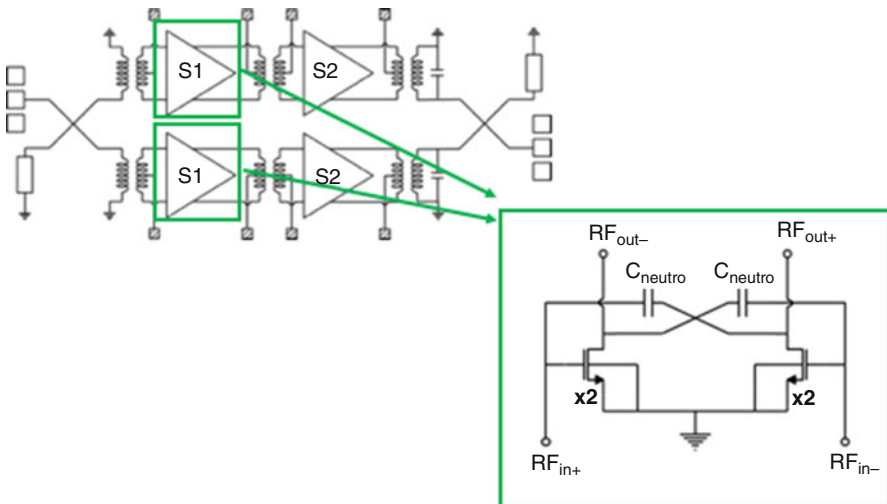 S1
S2
S1
S2
RFout–
RFout+
Cneutro
Cneutro
x2
x2
RFin+
RFin–